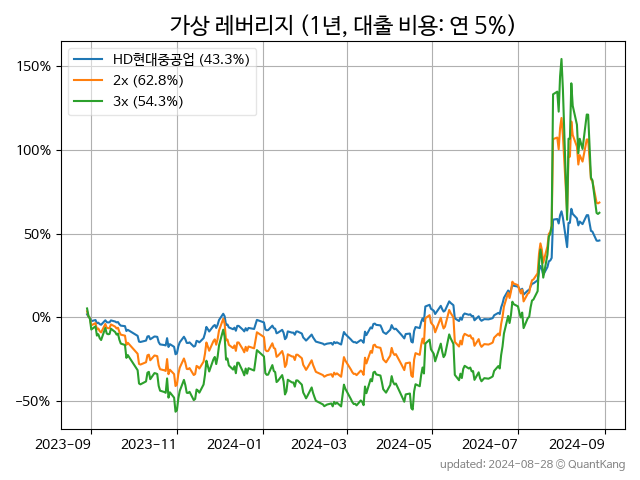 가상 레버리지 (1년, 대출 비용: 연 5%)
HD현대중공업 (43.3%)
2x (62.8%)
3x (54.3%)
150%
100%
50%
0%
−50%
2023-09 2023-11 2024-01 2024-03 2024-05 2024-07 2024-09
updated: 2024-08-28 © QuantKang